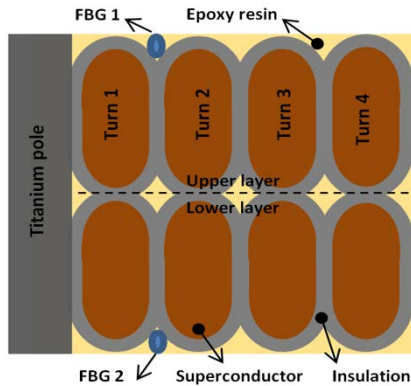 FBG 1
Epoxy resin
Titanium pole
Turn 1
Turn 2
Turn 3
Turn 4
Upper layer
Lower layer
FBG 2
Superconductor
Insulation